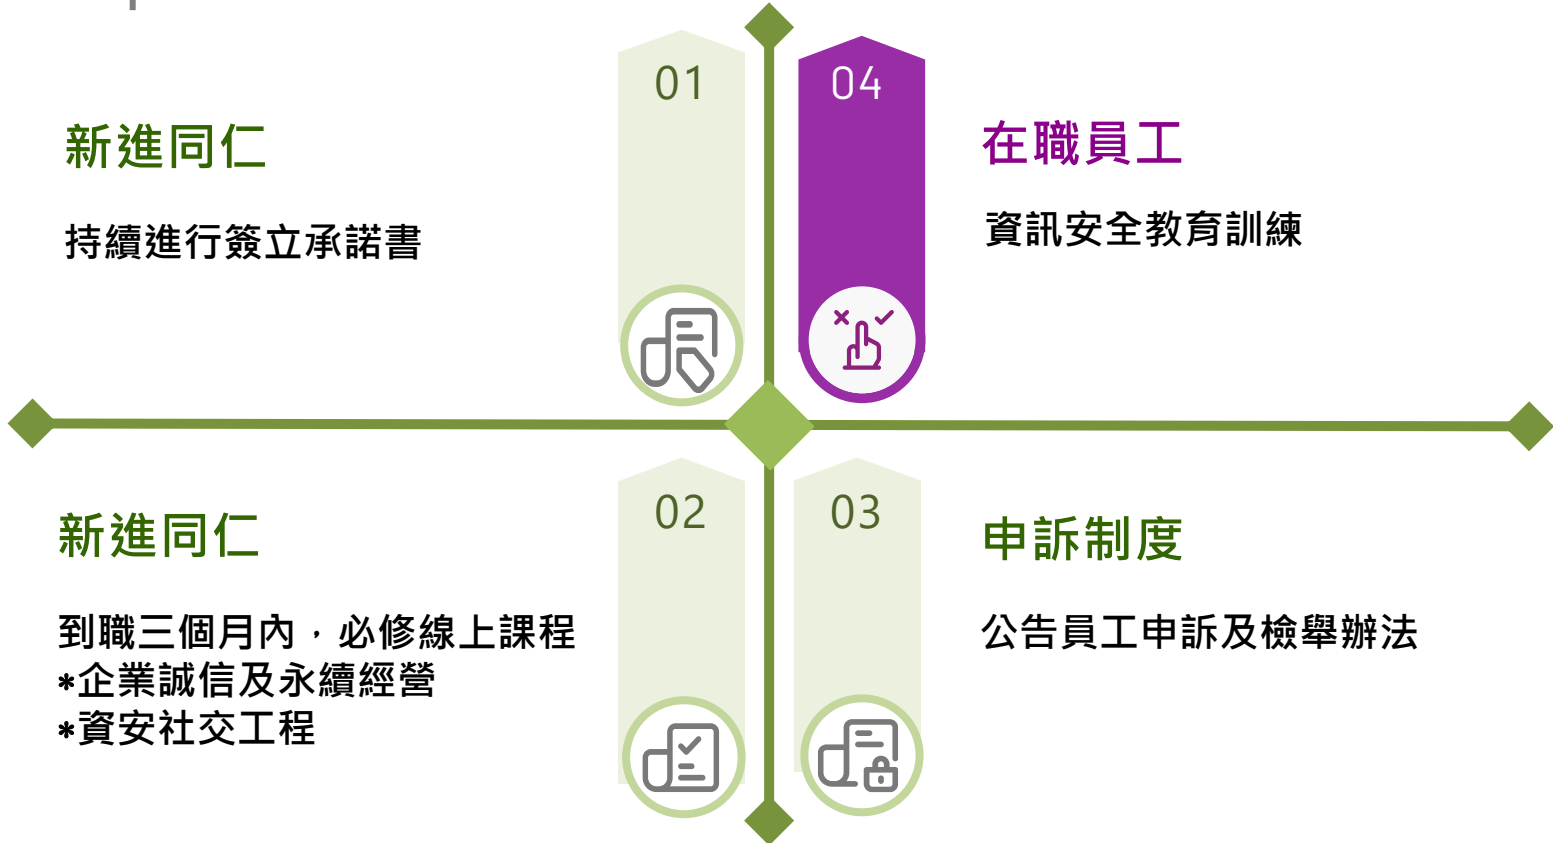 01
新進同仁
持續進行簽立承諾書
04
在職員工
資訊安全教育訓練
02
新進同仁
到職三個月內，必修線上課程
*企業誠信及永續經營
*資安社交工程
03
申訴制度
公告員工申訴及檢舉辦法